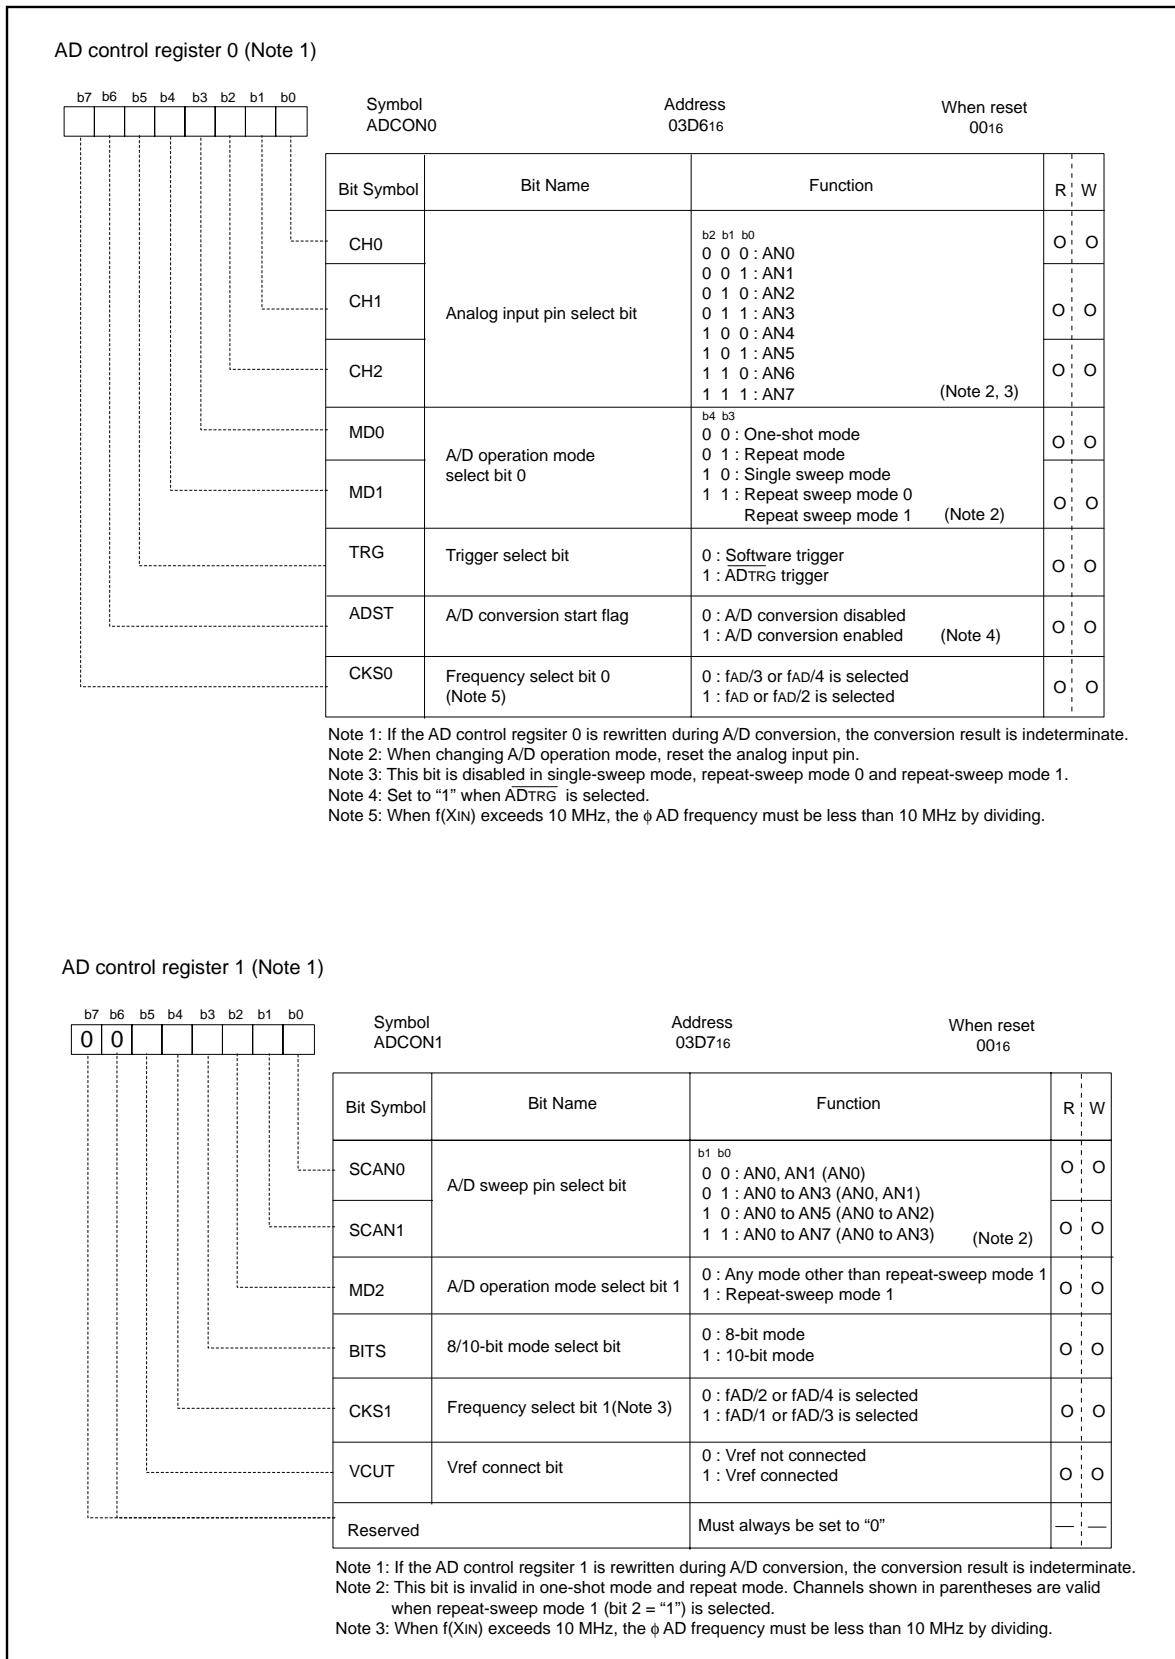 AD control register 0 (Note 1)
b7 b6 b5 b4 b3 b2 b1 b0
Symbol Address When reset
ADCON0 03D616 0016
Bit Symbol Bit Name Function R W
CH0 Analog input pin select bit b2 b1 b0 O O
0 0 0 : AN0
0 0 1 : AN1
CH1 0 1 0 : AN2 O O
0 1 1 : AN3
1 0 0 : AN4
CH2 1 0 1 : AN5 O O
1 1 0 : AN6
1 1 1 : AN7 (Note 2, 3)
MD0 A/D operation mode b4 b3 O O
select bit 0 0 0 : One-shot mode
0 1 : Repeat mode
MD1 1 0 : Single sweep mode O O
1 1 : Repeat sweep mode 0
Repeat sweep mode 1 (Note 2)
TRG Trigger select bit 0 : Software trigger O O
1 : ADTRG trigger
ADST A/D conversion start flag 0 : A/D conversion disabled O O
1 : A/D conversion enabled (Note 4)
CKS0 Frequency select bit 0 0 : fAD/3 or fAD/4 is selected O O
(Note 5) 1 : fAD or fAD/2 is selected
Note 1: If the AD control regsiter 0 is rewritten during A/D conversion, the conversion result is indeterminate.
Note 2: When changing A/D operation mode, reset the analog input pin.
Note 3: This bit is disabled in single-sweep mode, repeat-sweep mode 0 and repeat-sweep mode 1.
Note 4: Set to “1” when ADTRG is selected.
Note 5: When f(XIN) exceeds 10 MHz, the ϕ AD frequency must be less than 10 MHz by dividing.
AD control register 1 (Note 1)
b7 b6 b5 b4 b3 b2 b1 b0
0 0
Symbol Address When reset
ADCON1 03D716 0016
Bit Symbol Bit Name Function R W
SCAN0 A/D sweep pin select bit b1 b0 O O
0 0 : AN0, AN1 (AN0)
0 1 : AN0 to AN3 (AN0, AN1)
SCAN1 1 0 : AN0 to AN5 (AN0 to AN2) O O
1 1 : AN0 to AN7 (AN0 to AN3) (Note 2)
MD2 A/D operation mode select bit 1 0 : Any mode other than repeat-sweep mode 1 O O
1 : Repeat-sweep mode 1
BITS 8/10-bit mode select bit 0 : 8-bit mode O O
1 : 10-bit mode
CKS1 Frequency select bit 1(Note 3) 0 : fAD/2 or fAD/4 is selected O O
1 : fAD/1 or fAD/3 is selected
VCUT Vref connect bit 0 : Vref not connected O O
1 : Vref connected
Reserved Must always be set to “0” — —
Note 1: If the AD control regsiter 1 is rewritten during A/D conversion, the conversion result is indeterminate.
Note 2: This bit is invalid in one-shot mode and repeat mode. Channels shown in parentheses are valid
when repeat-sweep mode 1 (bit 2 = “1”) is selected.
Note 3: When f(XIN) exceeds 10 MHz, the ϕ AD frequency must be less than 10 MHz by dividing.